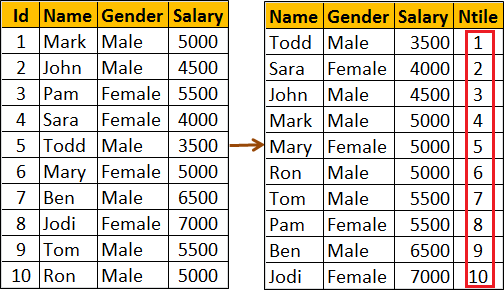 Id Name Gender Salary
1 Mark Male 5000
2 John Male 4500
3 Pam Female 5500
4 Sara Female 4000
5 Todd Male 3500
6 Mary Female 5000
7 Ben Male 6500
8 Jodi Female 7000
9 Tom Male 5500
10 Ron Male 5000
Name Gender Salary Ntile
Todd Male 3500 1
Sara Female 4000 2
John Male 4500 3
Mark Male 5000 4
Mary Female 5000 5
Ron Male 5000 6
Tom Male 5500 7
Pam Female 5500 8
Ben Male 6500 9
Jodi Female 7000 10